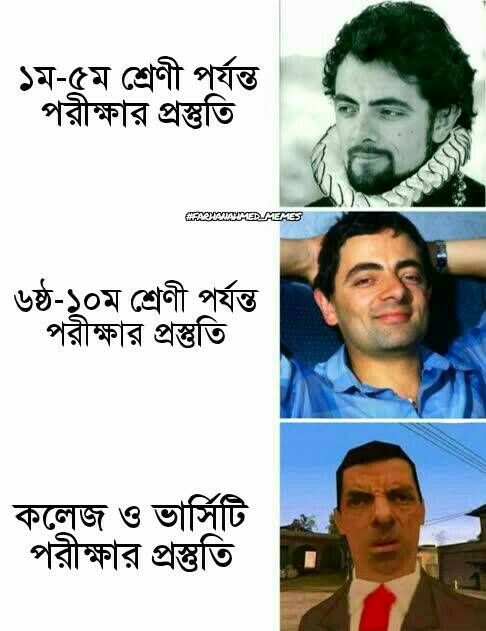 ১ম-৫ম শ্রেণী পর্যন্ত
পরীক্ষার প্রস্তুতি
#FARHANAHMED_MEMES
৬ষ্ঠ-১০ম শ্রেণী পর্যন্ত
পরীক্ষার প্রস্তুতি
কলেজ ও ভার্সিটি
পরীক্ষার প্রস্তুতি